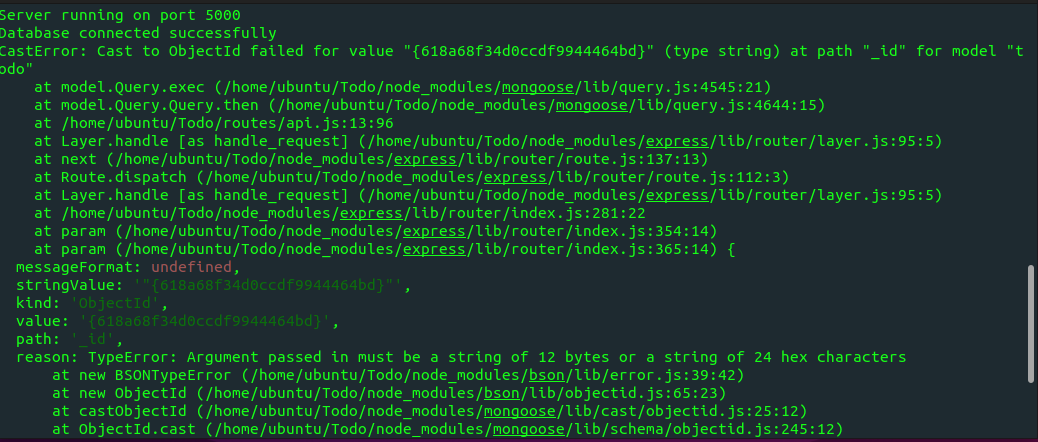 Server running on port 5000
Database connected successfully
CastError: Cast to ObjectId failed for value "{618a68f34d0ccdf9944464bd}" (type string) at path "_id" for model "t
odo"
    at model.Query.exec (/home/ubuntu/Todo/node_modules/mongoose/lib/query.js:4545:21)
    at model.Query.Query.then (/home/ubuntu/Todo/node_modules/mongoose/lib/query.js:4644:15)
    at /home/ubuntu/Todo/routes/api.js:13:96
    at Layer.handle [as handle_request] (/home/ubuntu/Todo/node_modules/express/lib/router/layer.js:95:5)
    at next (/home/ubuntu/Todo/node_modules/express/lib/router/route.js:137:13)
    at Route.dispatch (/home/ubuntu/Todo/node_modules/express/lib/router/route.js:112:3)
    at Layer.handle [as handle_request] (/home/ubuntu/Todo/node_modules/express/lib/router/layer.js:95:5)
    at /home/ubuntu/Todo/node_modules/express/lib/router/index.js:281:22
    at param (/home/ubuntu/Todo/node_modules/express/lib/router/index.js:354:14)
    at param (/home/ubuntu/Todo/node_modules/express/lib/router/index.js:365:14) {
  messageFormat: undefined,
  stringValue: '"{618a68f34d0ccdf9944464bd}"',
  kind: 'ObjectId',
  value: '{618a68f34d0ccdf9944464bd}',
  path: '_id',
  reason: TypeError: Argument passed in must be a string of 12 bytes or a string of 24 hex characters
      at new BSONTypeError (/home/ubuntu/Todo/node_modules/bson/lib/error.js:39:42)
      at new ObjectId (/home/ubuntu/Todo/node_modules/bson/lib/objectid.js:65:23)
      at castObjectId (/home/ubuntu/Todo/node_modules/mongoose/lib/cast/objectid.js:25:12)
      at ObjectId.cast (/home/ubuntu/Todo/node_modules/mongoose/lib/schema/objectid.js:245:12)